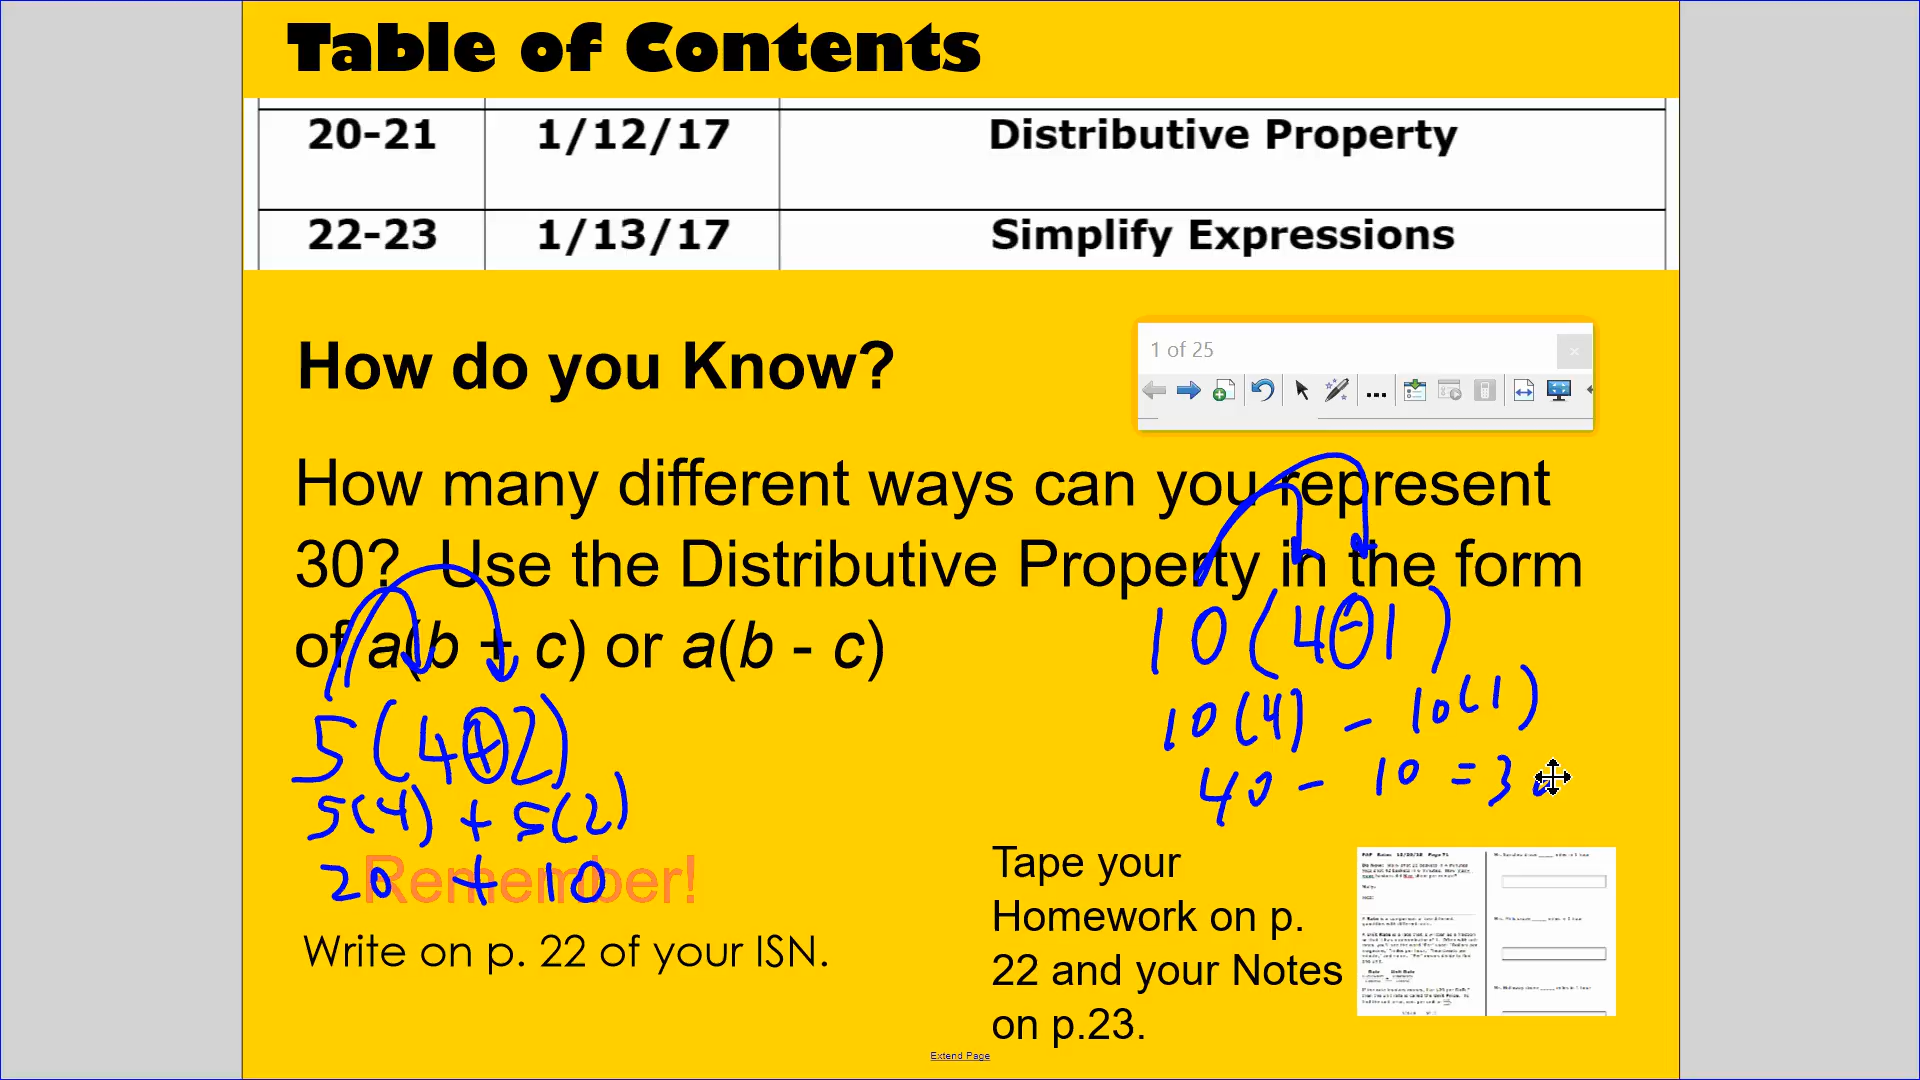 Table of Contents
20-21 1/12/17 Distributive Property
22-23 1/13/17 Simplify Expressions
How do you Know?
1 of 25
How many different ways can you represent
30? Use the Distributive Property in the form
of a(b + c) or a(b - c)
5(4+2)
5(4) + 5(2)
20 + 10
10(4-1)
10(4) - 10(1)
40 - 10 = 30
Remember!
Write on p. 22 of your ISN.
Tape your
Homework on p.
22 and your Notes
on p.23.
Extend Page